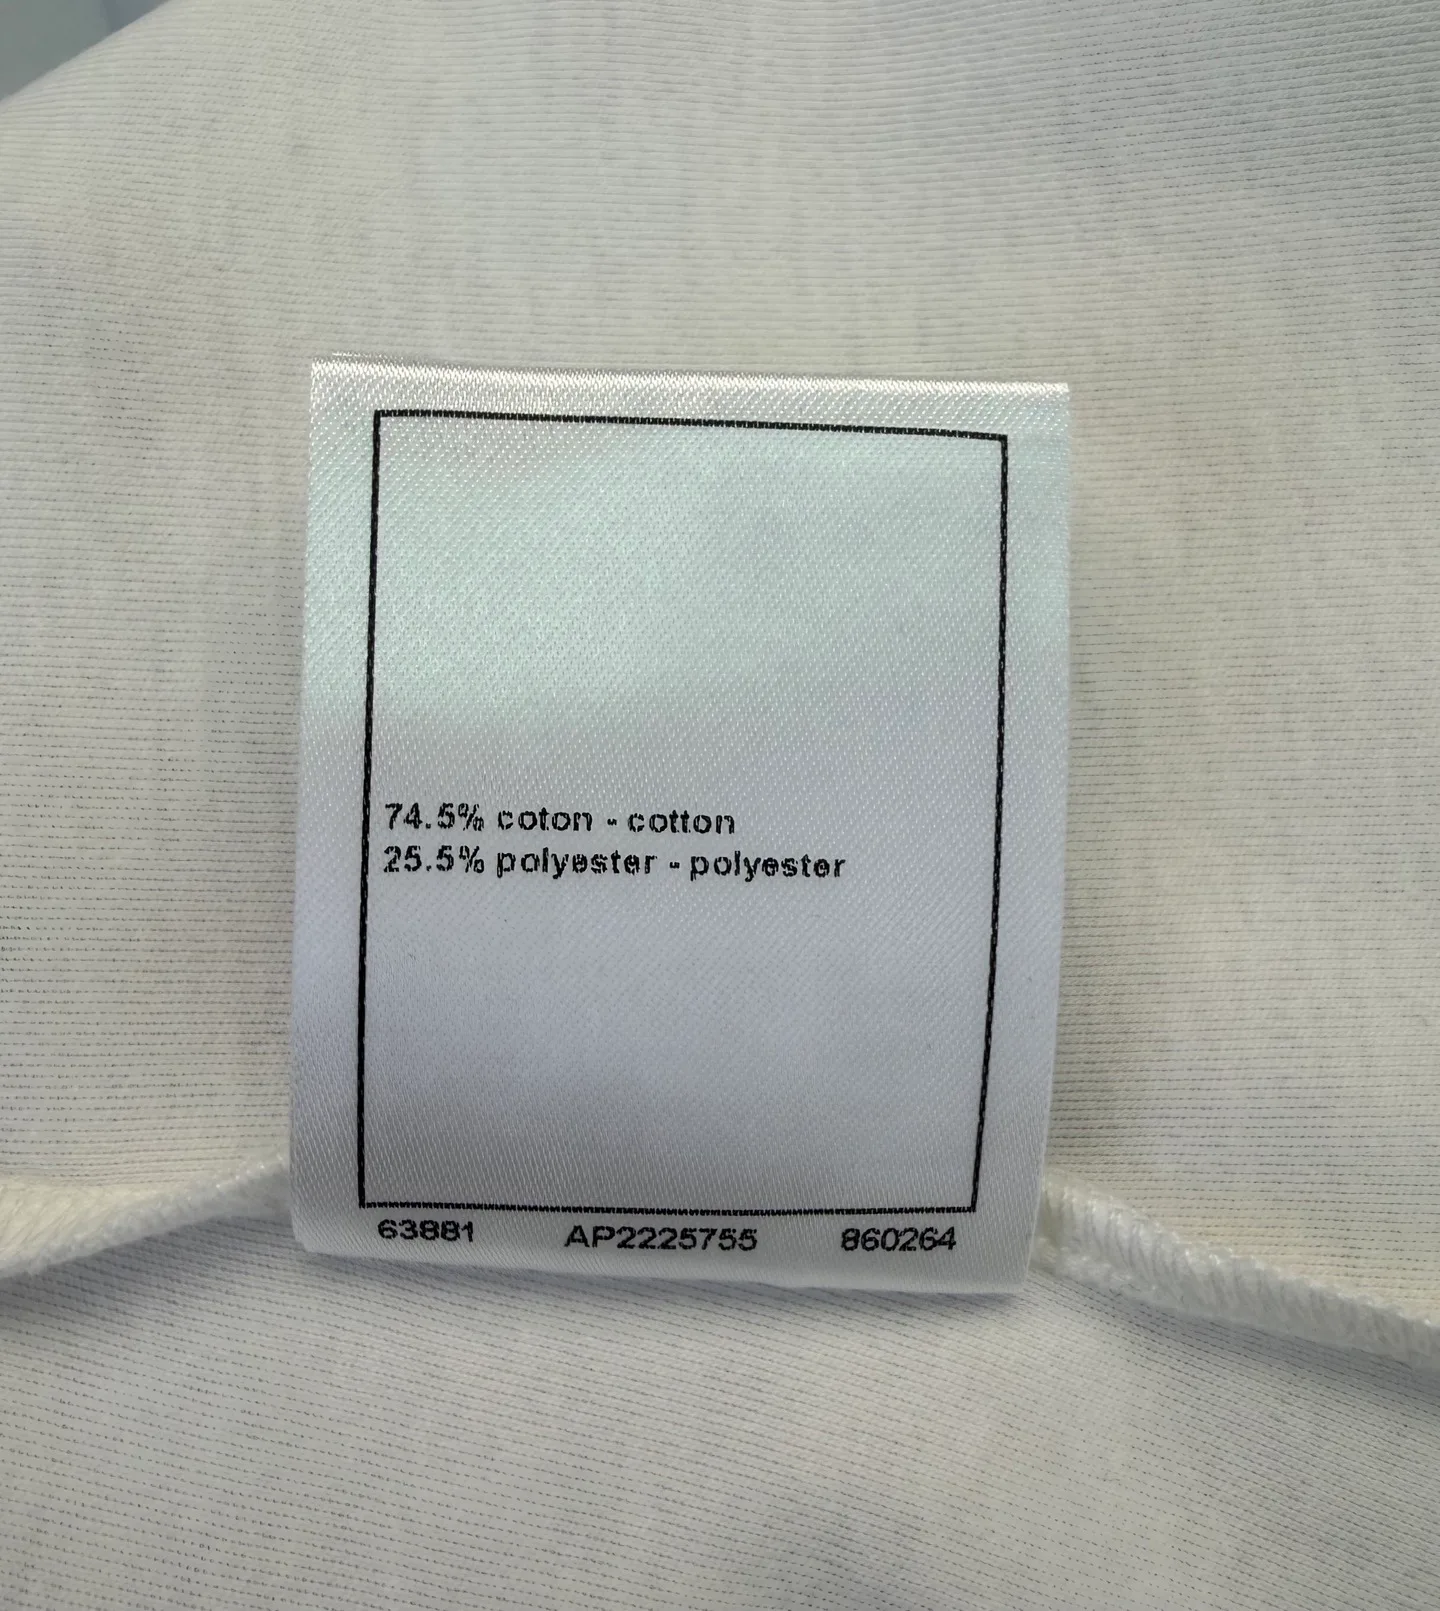 74.5% coton - cotton
25.5% polyester - polyester
63881 AP2225755 860264